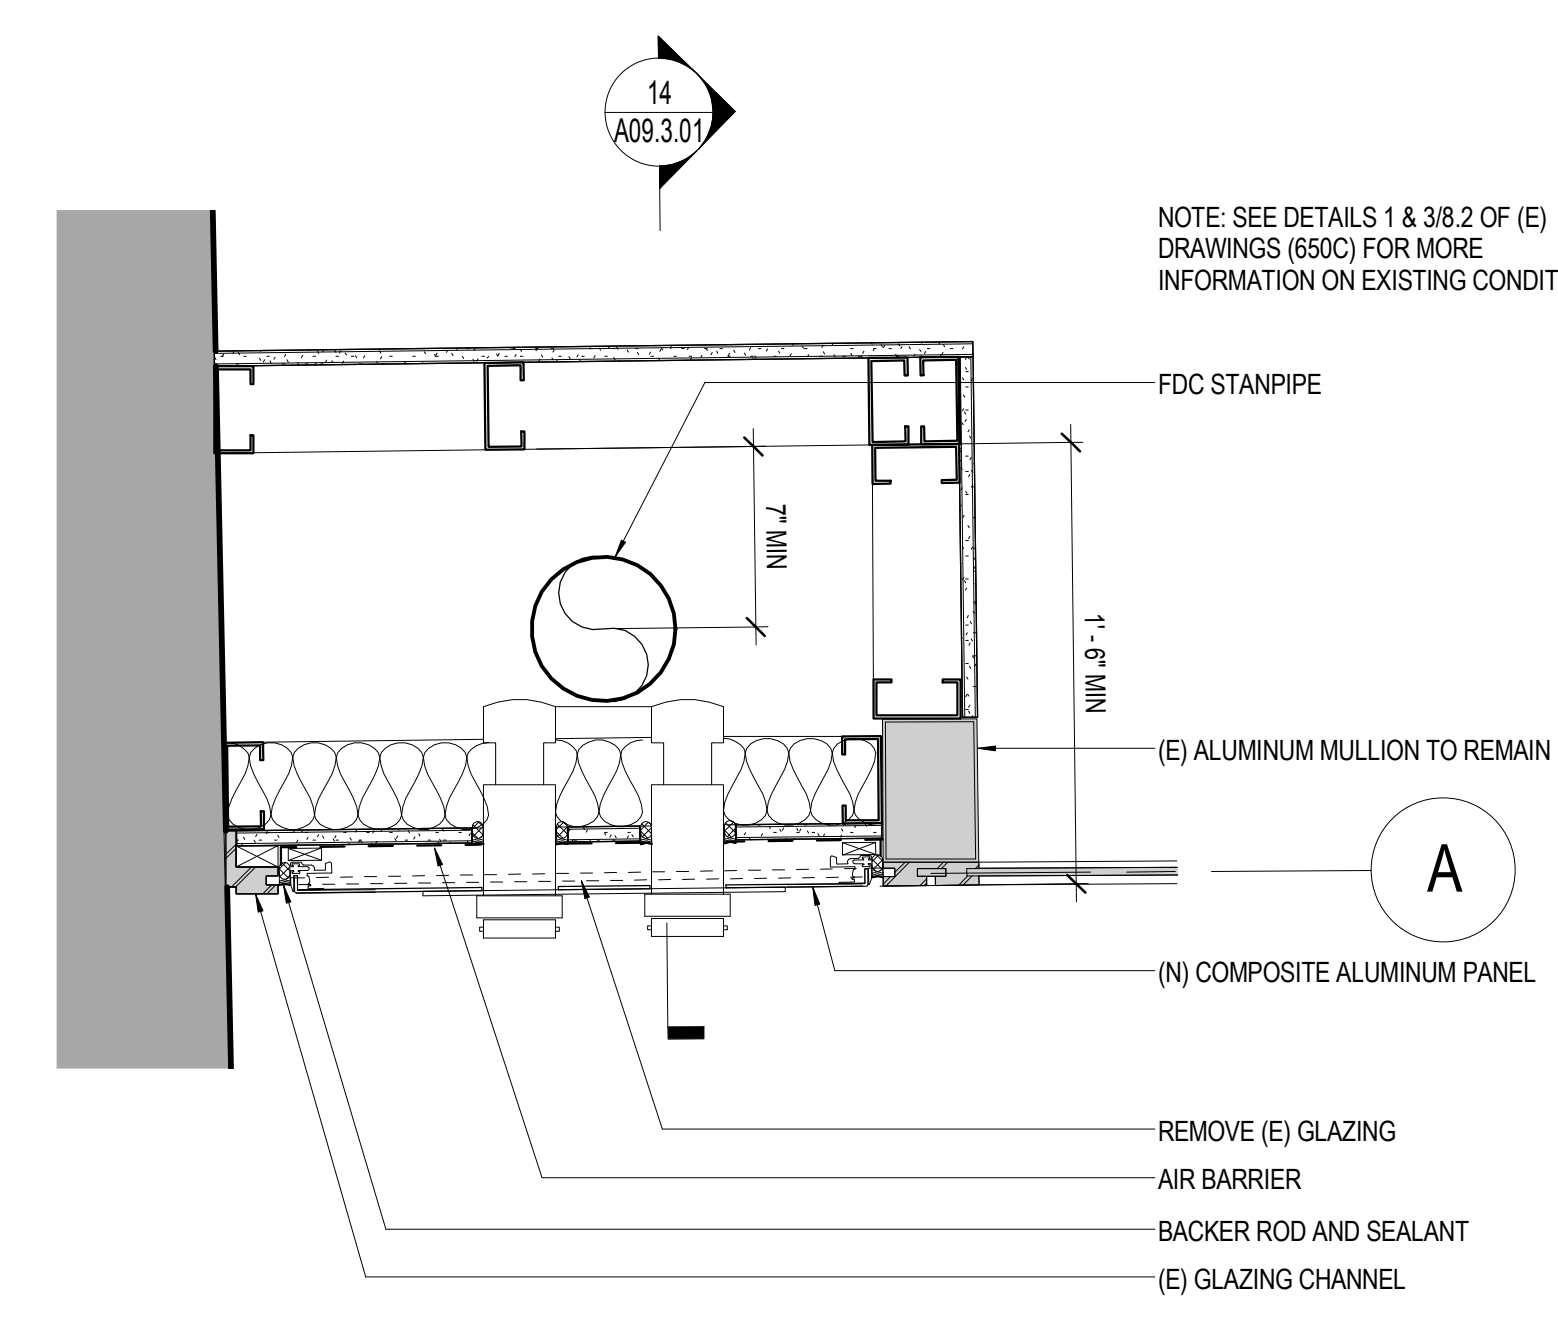 14
A09.3.01
NOTE: SEE DETAILS 1 & 3/8.2 OF (E)
DRAWINGS (650C) FOR MORE
INFORMATION ON EXISTING CONDIT
FDC STANPIPE
7" MIN
1' - 6" MIN
(E) ALUMINUM MULLION TO REMAIN
A
(N) COMPOSITE ALUMINUM PANEL
REMOVE (E) GLAZING
AIR BARRIER
BACKER ROD AND SEALANT
(E) GLAZING CHANNEL